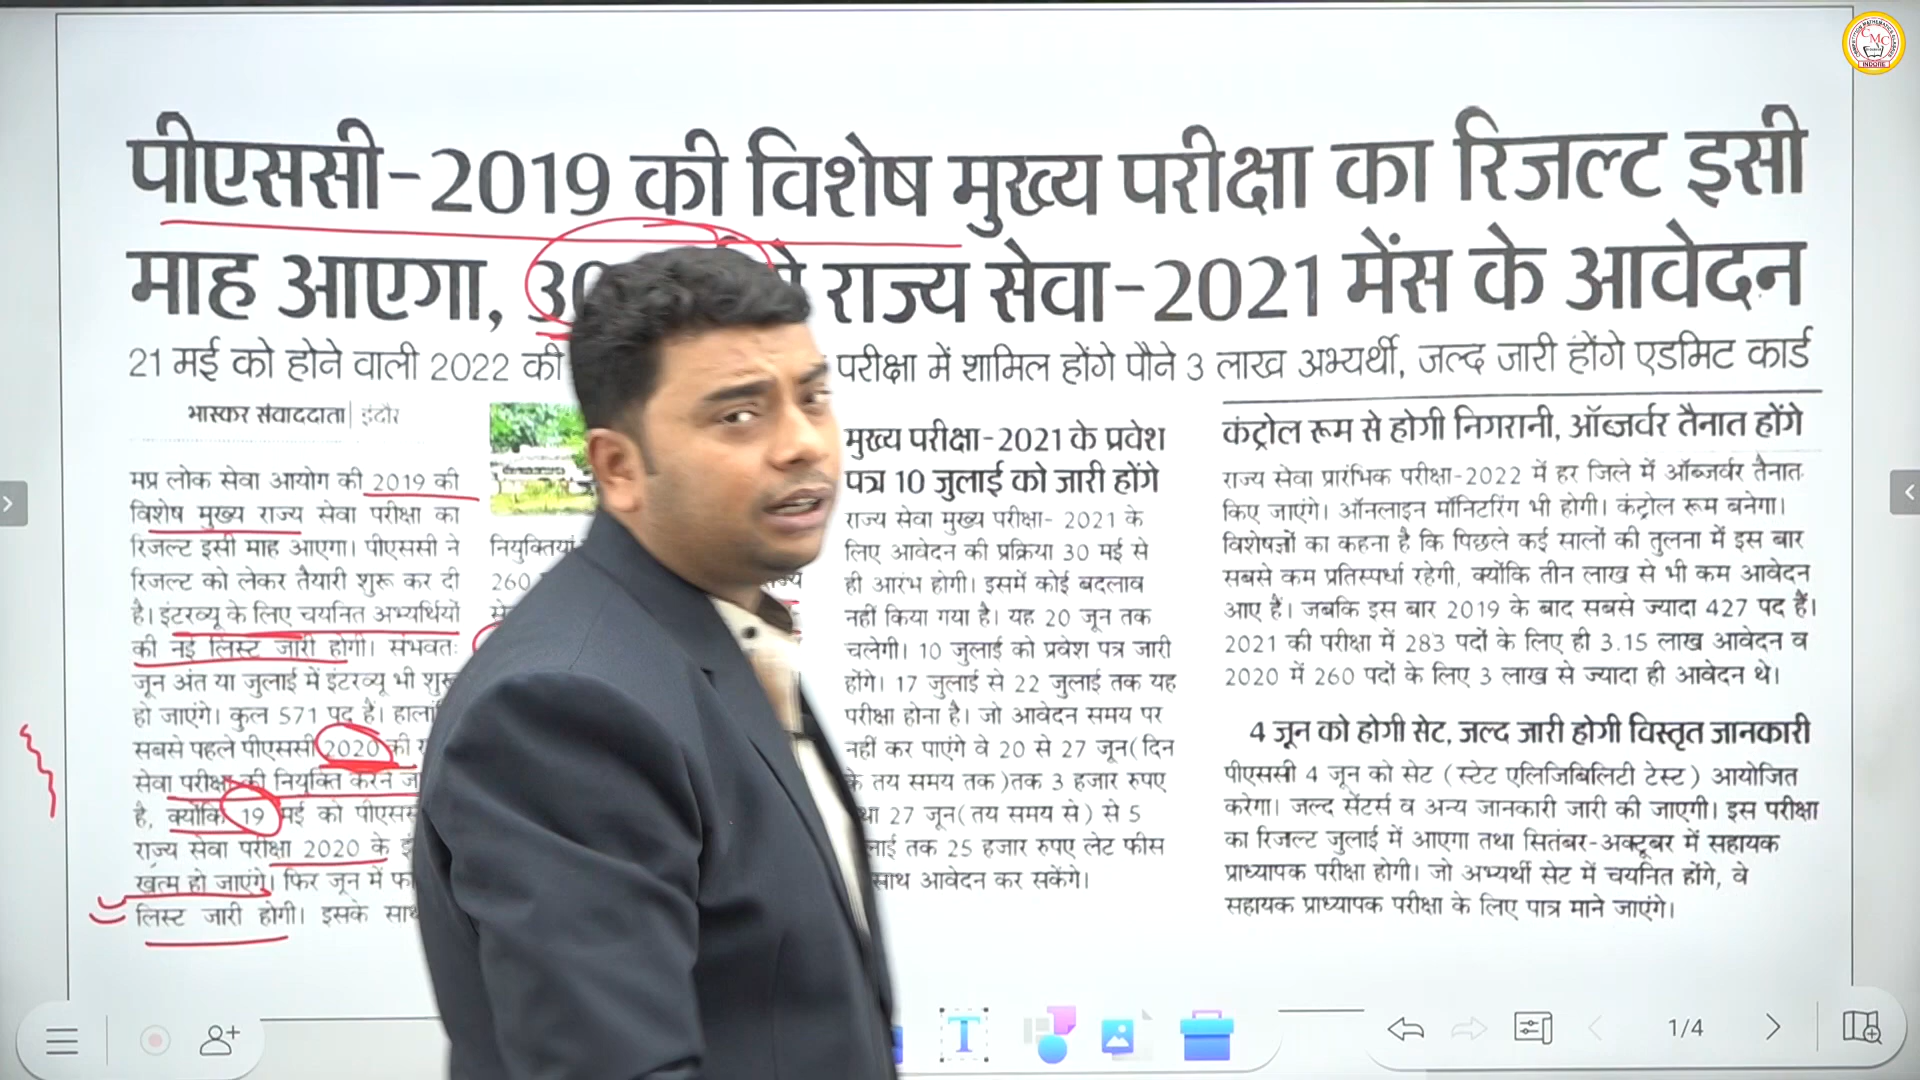 पीएससी-2019 की विशेष मुख्य परीक्षा का रिजल्ट इसी
माह आएगा, 30 राज्य सेवा-2021 मेंस के आवेदन
21 मई को होने वाली 2022 की परीक्षा में शामिल होंगे पौने 3 लाख अभ्यर्थी, जल्द जारी होंगे एडमिट कार्ड
भास्कर संवाददाता | इंदौर
मप्र लोक सेवा आयोग की 2019 की
विशेष मुख्य राज्य सेवा परीक्षा का
रिजल्ट इसी माह आएगा। पीएससी ने
रिजल्ट को लेकर तैयारी शुरू कर दी
है। इंटरव्यू के लिए चयनित अभ्यर्थियों
की नई लिस्ट जारी होगी। संभवतः
जून अंत या जुलाई में इंटरव्यू भी शुरू
हो जाएंगे। कुल 571 पद हैं।
सबसे पहले पीएससी 2020 की
सेवा परीक्षा की नियुक्ति करने
है, क्योंकि 19 मई को
राज्य सेवा परीक्षा 2020 के
खत्म हो जाएंगे। फिर जून में
लिस्ट जारी होगी। इसके
नियुक्तियां
260
मुख्य परीक्षा-2021 के प्रवेश
पत्र 10 जुलाई को जारी होंगे
राज्य सेवा मुख्य परीक्षा- 2021 के
लिए आवेदन की प्रक्रिया 30 मई से
ही आरंभ होगी। इसमें कोई बदलाव
नहीं किया गया है। यह 20 जून तक
चलेगी। 10 जुलाई को प्रवेश पत्र जारी
होंगे। 17 जुलाई से 22 जुलाई तक यह
परीक्षा होना है। जो आवेदन समय पर
नहीं कर पाएंगे वे 20 से 27 जून(दिन
के तय समय तक)तक 3 हजार रुपए
27 जून(तय समय से) से 5
तक 25 हजार रुपए लेट फीस
साथ आवेदन कर सकेंगे।
कंट्रोल रूम से होगी निगरानी, ऑब्जर्वर तैनात होंगे
राज्य सेवा प्रारंभिक परीक्षा-2022 में हर जिले में ऑब्जर्वर तैनात
किए जाएंगे। ऑनलाइन मॉनिटरिंग भी होगी। कंट्रोल रूम बनेगा।
विशेषज्ञों का कहना है कि पिछले कई सालों की तुलना में इस बार
सबसे कम प्रतिस्पर्धा रहेगी, क्योंकि तीन लाख से भी कम आवेदन
आए हैं। जबकि इस बार 2019 के बाद सबसे ज्यादा 427 पद हैं।
2021 की परीक्षा में 283 पदों के लिए ही 3.15 लाख आवेदन व
2020 में 260 पदों के लिए 3 लाख से ज्यादा ही आवेदन थे।
4 जून को होगी सेट, जल्द जारी होगी विस्तृत जानकारी
पीएससी 4 जून को सेट (स्टेट एलिजिबिलिटी टेस्ट) आयोजित
करेगा। जल्द सेंटर्स व अन्य जानकारी जारी की जाएगी। इस परीक्षा
का रिजल्ट जुलाई में आएगा तथा सितंबर-अक्टूबर में सहायक
प्राध्यापक परीक्षा होगी। जो अभ्यर्थी सेट में चयनित होंगे, वे
सहायक प्राध्यापक परीक्षा के लिए पात्र माने जाएंगे।
CMC
INDORE
T
1/4